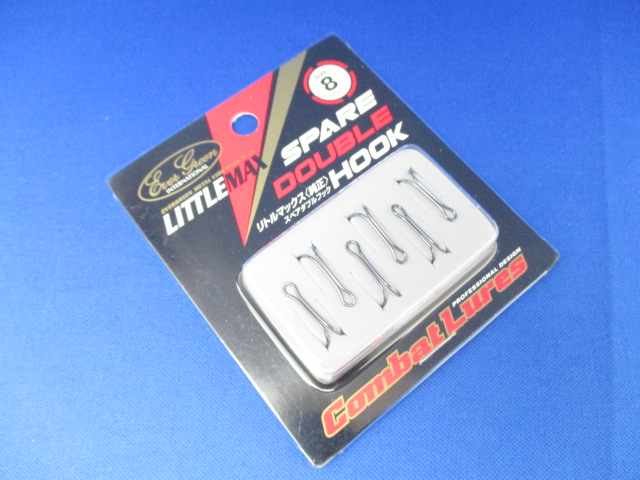 SIZE
8
Ever Green
INTERNATIONAL
LITTLE MAX
SPARE
DOUBLE
HOOK
リトルマックス〈純正〉
スペアダブルフック
PROFESSIONAL DESIGN
Combat Lures